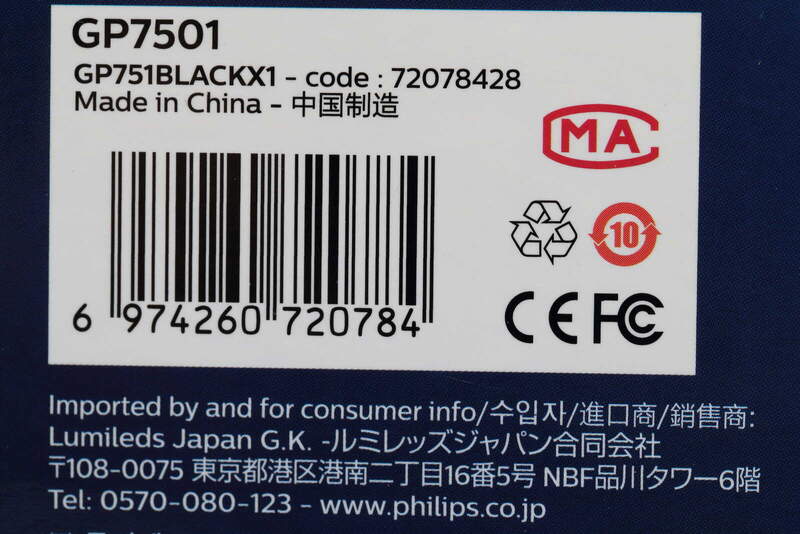 GP7501
GP751BLACKX1 - code : 72078428
Made in China - 中国制造
MA
10
6 974260 720784
CE FC
Imported by and for consumer info/수입자/進口商/銷售商:
Lumileds Japan G.K. -ルミレッズジャパン合同会社
〒108-0075 東京都港区港南二丁目16番5号 NBF品川タワー6階
Tel: 0570-080-123 - www.philips.co.jp